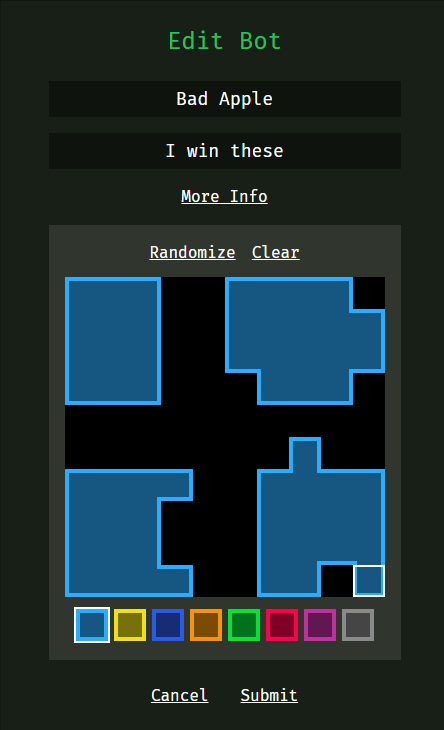 Edit Bot
Bad Apple
I win these
More Info
Randomize Clear
Cancel Submit